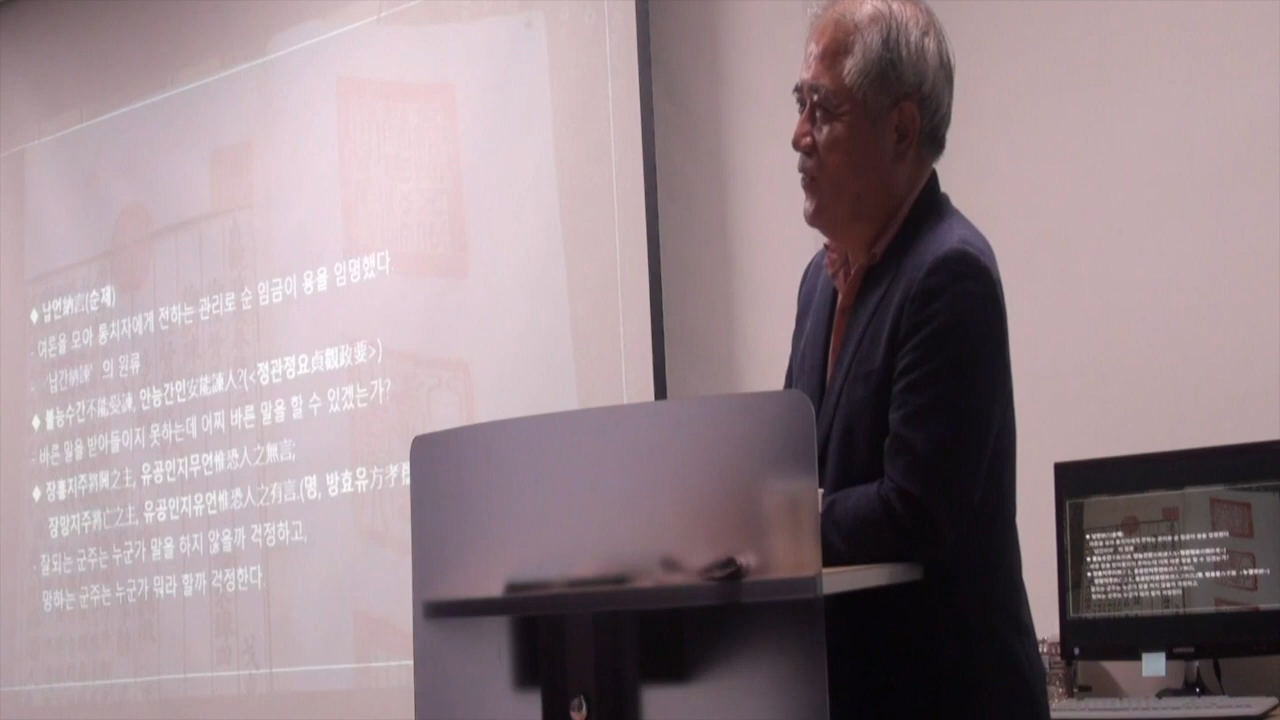 ◆ 납언納言(순제)
- 여론을 모아 통치자에게 전하는 관리로 순 임금이 용을 임명했다.
- '납간納諫'의 원류
◆ 불능수간不能受諫, 안능간인安能諫人?(<정관정요貞觀政要>)
- 바른 말을 받아들이지 못하는데 어찌 바른 말을 할 수 있겠는가?
◆ 장흥지주將興之主, 유공인지무언惟恐人之無言;
장망지주將亡之主, 유공인지유언惟恐人之有言.(명, 방효유方孝
- 잘되는 군주는 누군가 말을 하지 않을까 걱정하고,
망하는 군주는 누군가 뭐라 할까 걱정한다.